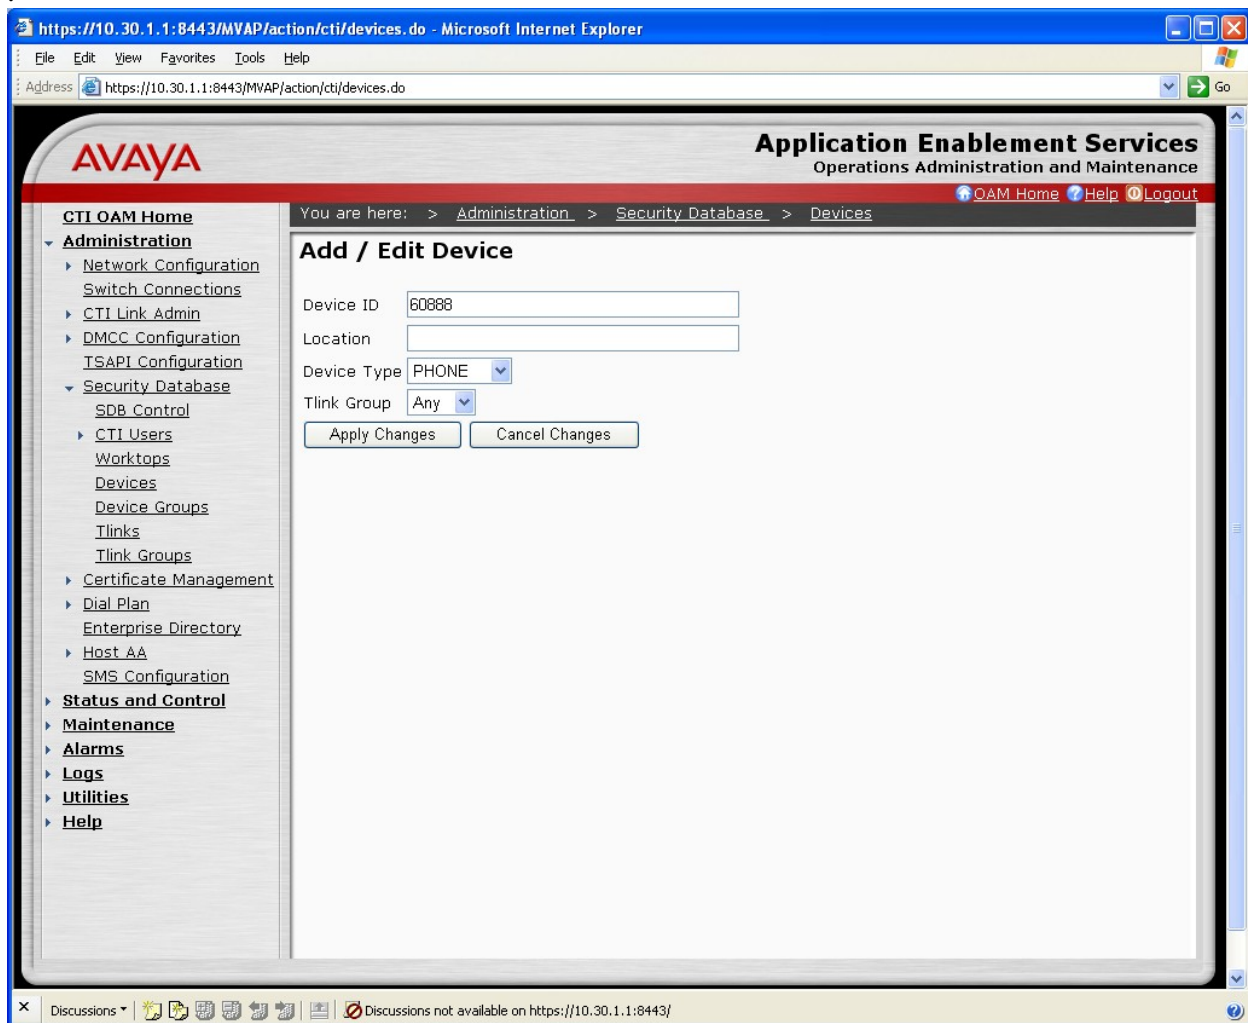 https://10.30.1.1:8443/MVAP/action/cti/devices.do - Microsoft Internet Explorer
File Edit View Favorites Tools Help
Address https://10.30.1.1:8443/MVAP/action/cti/devices.do Go
AVAYA
Application Enablement Services
Operations Administration and Maintenance
OAM Home Help Logout
You are here: > Administration > Security Database > Devices
CTI OAM Home
Administration
Network Configuration
Switch Connections
CTI Link Admin
DMCC Configuration
TSAPI Configuration
Security Database
SDB Control
CTI Users
Worktops
Devices
Device Groups
Tlinks
Tlink Groups
Certificate Management
Dial Plan
Enterprise Directory
Host AA
SMS Configuration
Status and Control
Maintenance
Alarms
Logs
Utilities
Help
Add / Edit Device
Device ID 60888
Location
Device Type PHONE
Tlink Group Any
Apply Changes Cancel Changes
Discussions Discussions not available on https://10.30.1.1:8443/